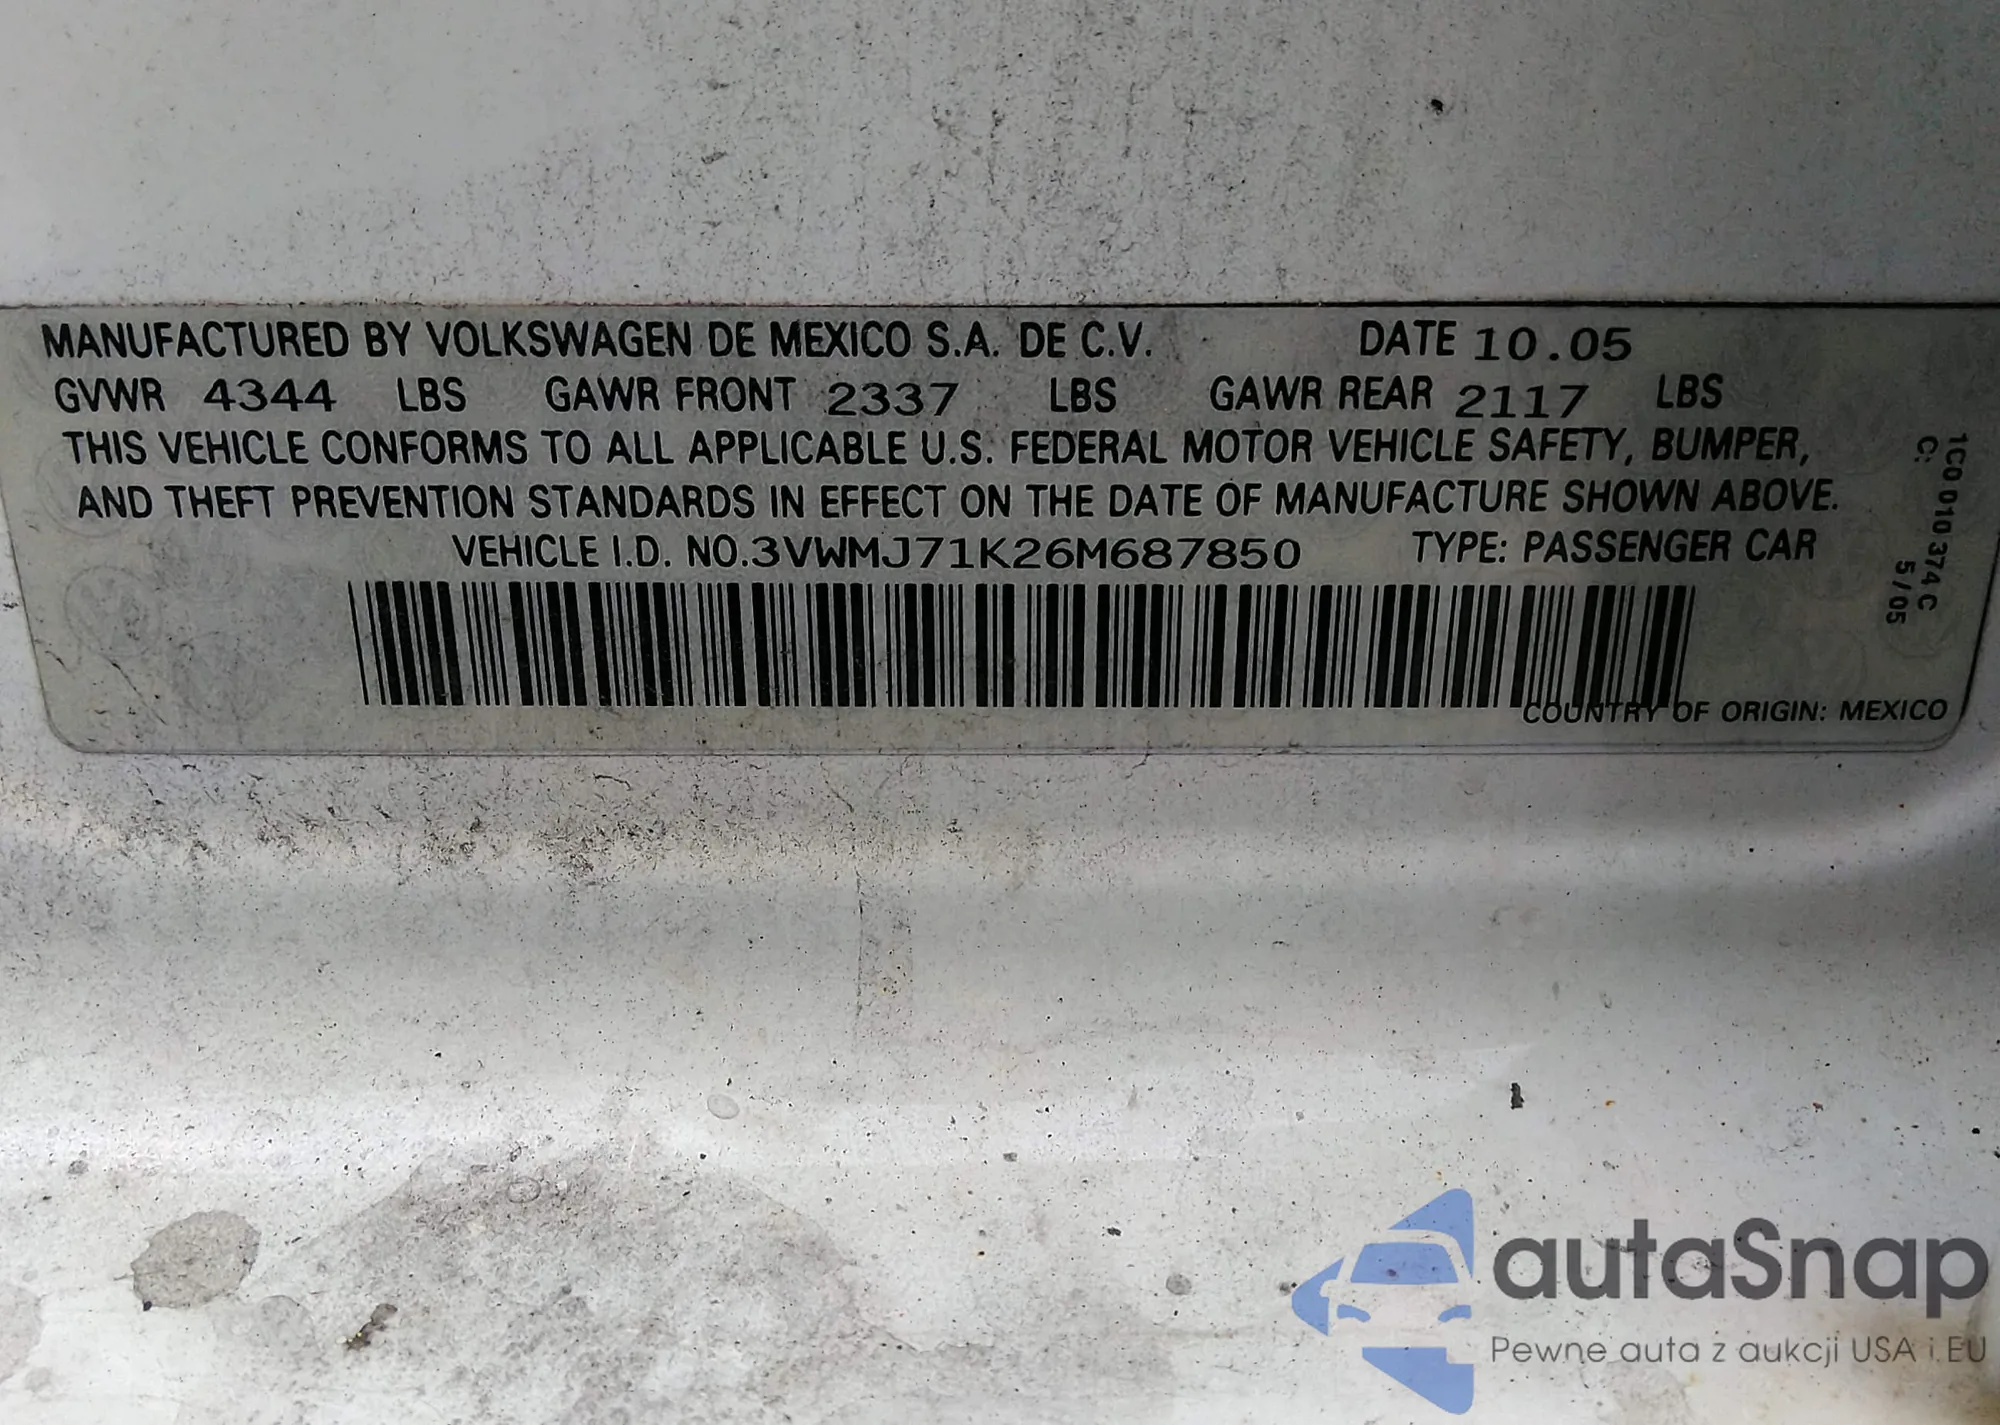 MANUFACTURED BY VOLKSWAGEN DE MEXICO S.A. DE C.V. DATE 10.05
GVWR 4344 LBS GAWR FRONT 2337 LBS GAWR REAR 2117 LBS
THIS VEHICLE CONFORMS TO ALL APPLICABLE U.S. FEDERAL MOTOR VEHICLE SAFETY, BUMPER,
AND THEFT PREVENTION STANDARDS IN EFFECT ON THE DATE OF MANUFACTURE SHOWN ABOVE.
VEHICLE I.D. NO.3VWMJ71K26M687850 TYPE: PASSENGER CAR
COUNTRY OF ORIGIN: MEXICO
1C0 010 374 C
C: 5/05
autaSnap
Pewne auta z aukcji USA i EU